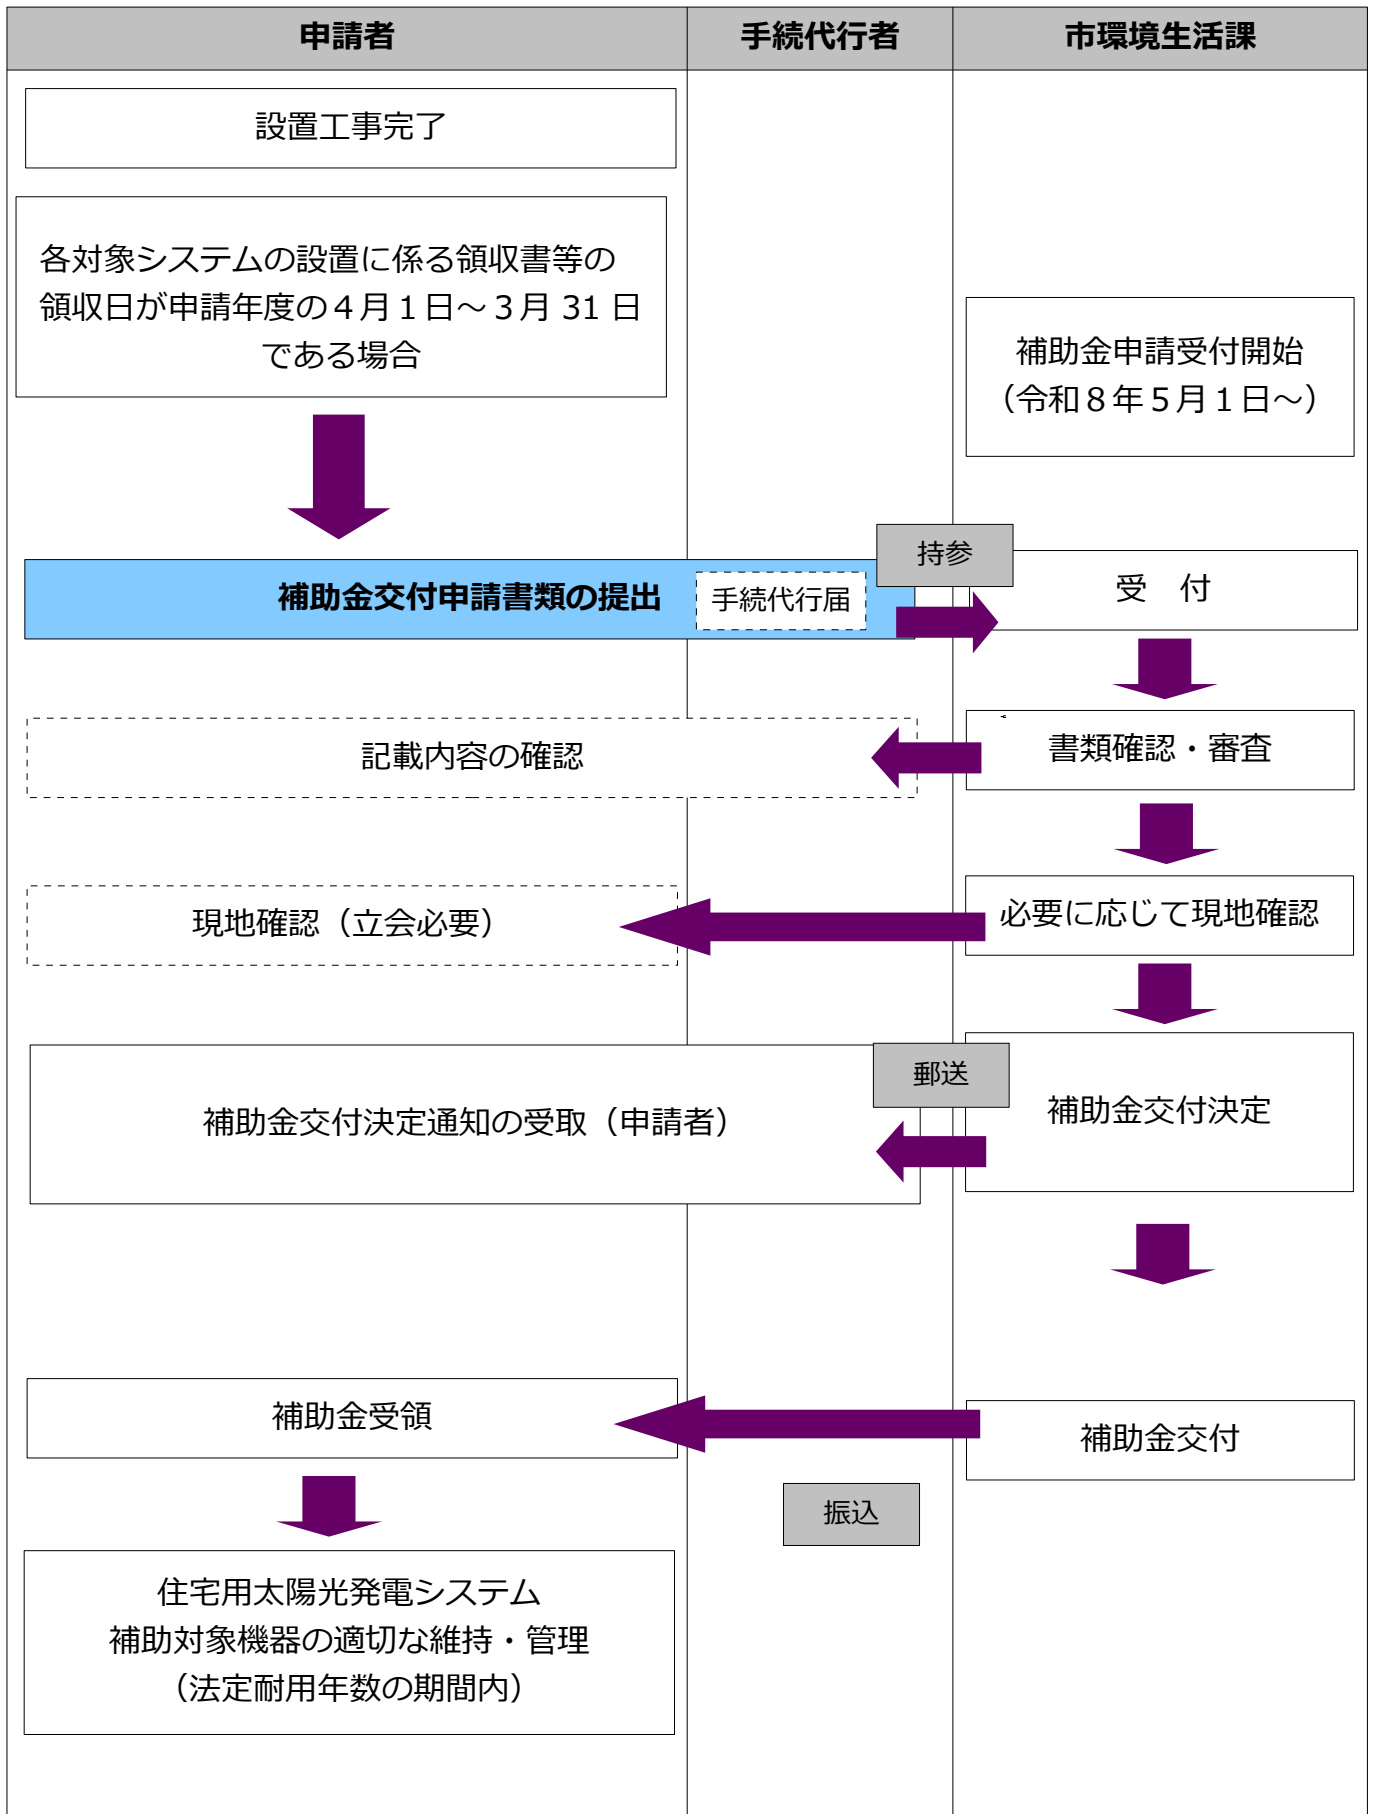 申請者
手続代行者
市環境生活課
設置工事完了
各対象システムの設置に係る領収書等の
領収日が申請年度の４月１日～３月 31 日
である場合
補助金申請受付開始
（令和８年５月１日～）
持参
補助金交付申請書類の提出
手続代行届
受　付
記載内容の確認
書類確認・審査
現地確認（立会必要）
必要に応じて現地確認
郵送
補助金交付決定通知の受取（申請者）
補助金交付決定
補助金受領
補助金交付
振込
住宅用太陽光発電システム
補助対象機器の適切な維持・管理
（法定耐用年数の期間内）